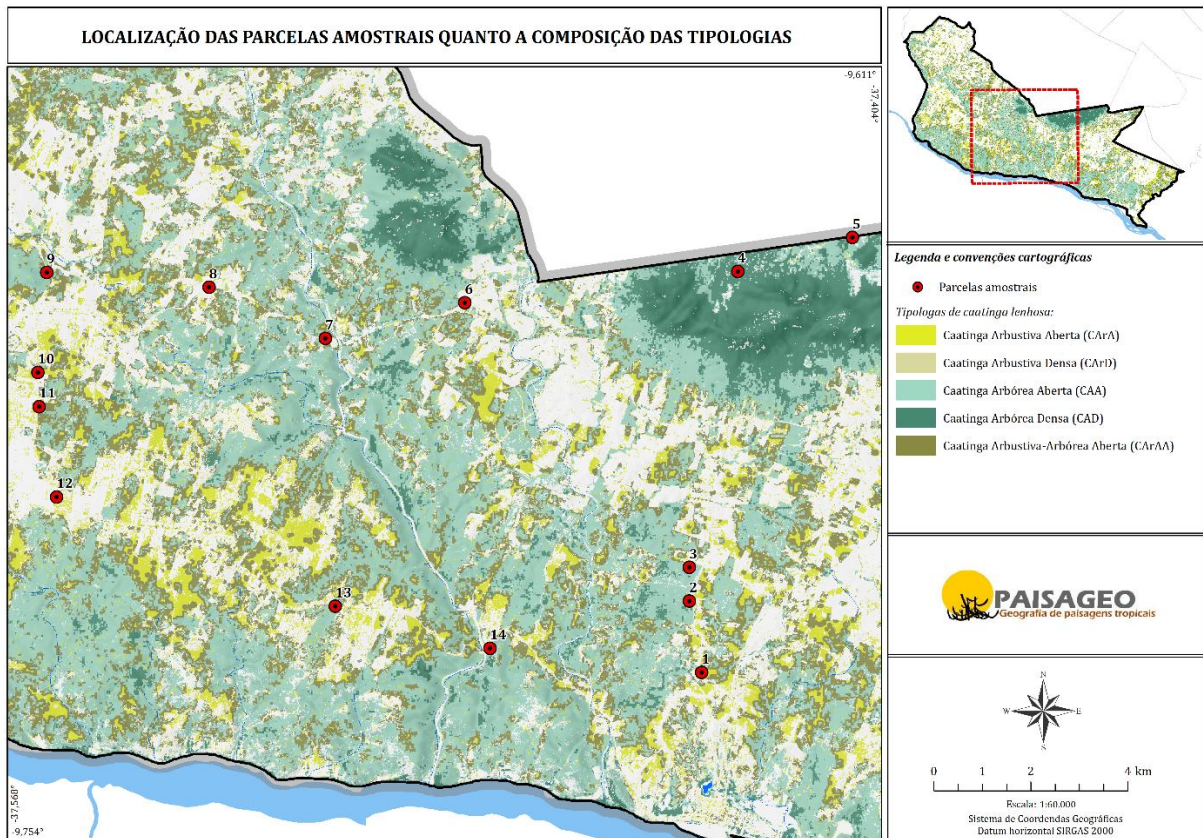 LOCALIZAÇÃO DAS PARCELAS AMOSTRAIS QUANTO A COMPOSIÇÃO DAS TIPOLOGIAS
-9,611°
-37,404°
5
4
9
8
6
7
10
11
12
3
2
13
14
1
-37,568°
-9,754°
Legenda e convenções cartográficas
Parcelas amostrais
Tipologas de caatinga lenhosa:
Caatinga Arbustiva Aberta (CArA)
Caatinga Arbustiva Densa (CArD)
Caatinga Arbórea Aberta (CAA)
Caatinga Arbórea Densa (CAD)
Caatinga Arbustiva-Arbórea Aberta (CArAA)
PAISAGEO
Geografia de paisagens tropicais
N
W E
S
0 1 2 4 km
Escala: 1:60.000
Sistema de Coordendas Geográficas
Datum horizontal SIRGAS 2000